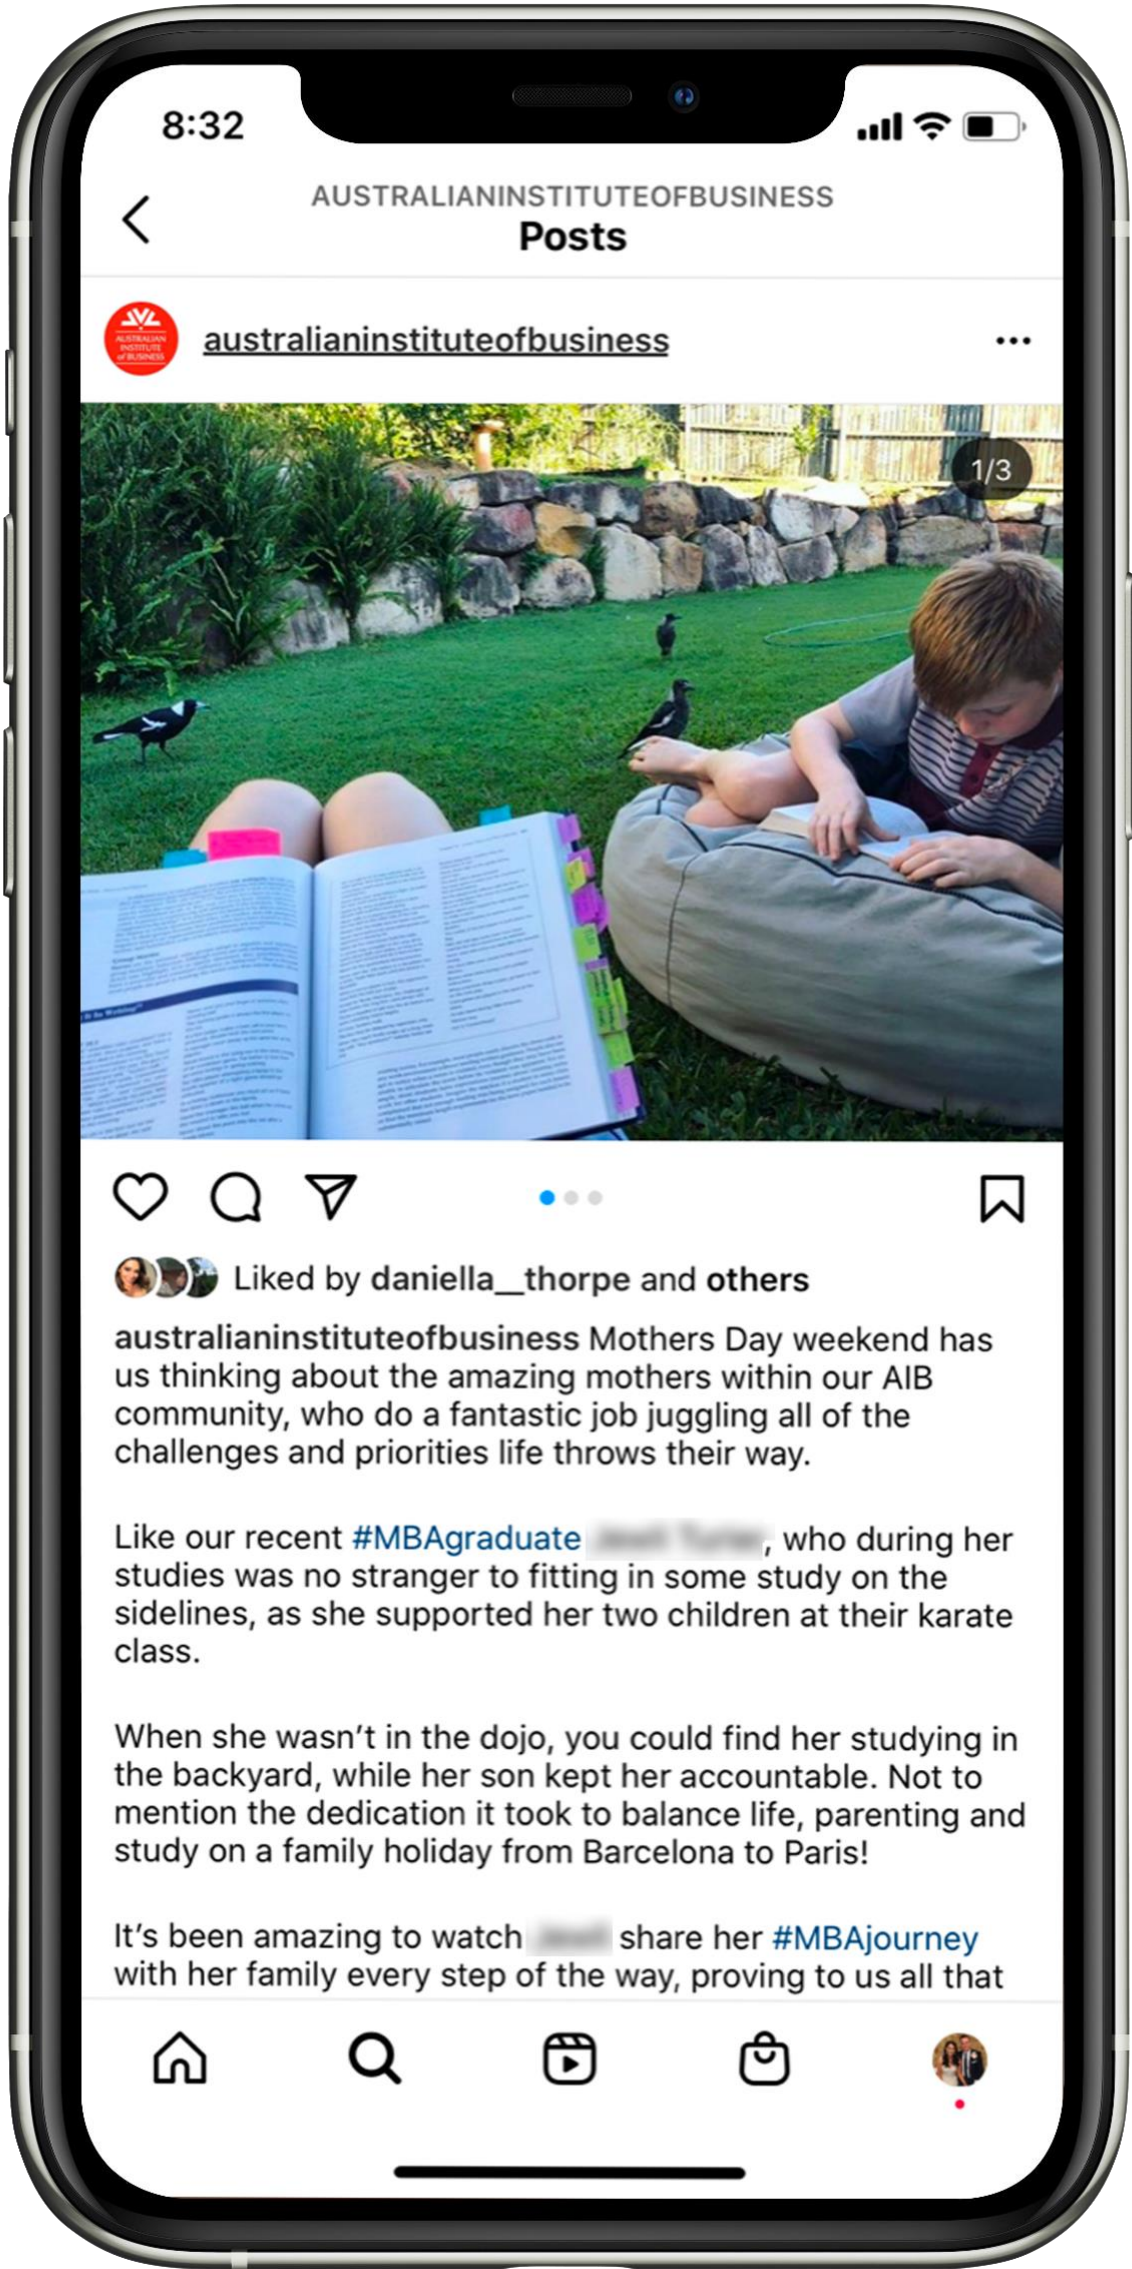 8:32
AUSTRALIANINSTITUTEOFBUSINESS
Posts
AUSTRALIAN
INSTITUTE
of BUSINESS
australianinstituteofbusiness
1/3
Liked by daniella__thorpe and others
australianinstituteofbusiness Mothers Day weekend has
us thinking about the amazing mothers within our AIB
community, who do a fantastic job juggling all of the
challenges and priorities life throws their way.
Like our recent #MBAgraduate , who during her
studies was no stranger to fitting in some study on the
sidelines, as she supported her two children at their karate
class.
When she wasn’t in the dojo, you could find her studying in
the backyard, while her son kept her accountable. Not to
mention the dedication it took to balance life, parenting and
study on a family holiday from Barcelona to Paris!
It’s been amazing to watch share her #MBAjourney
with her family every step of the way, proving to us all that